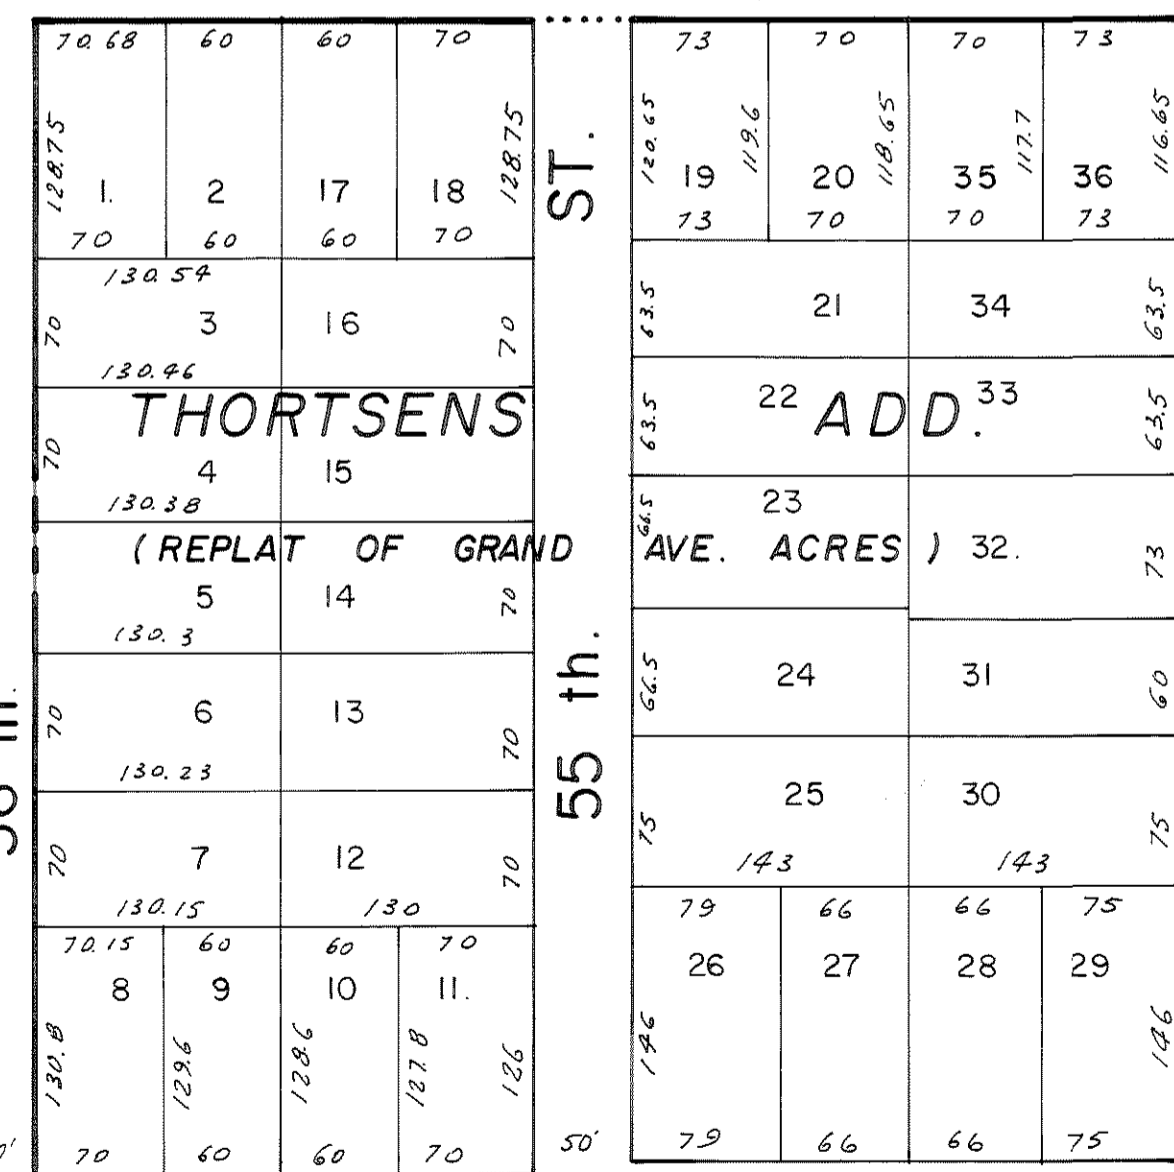 70.68 60 60 70 73 70 70 73
128.75 128.75 120.65 119.6 118.65 117.7 116.65
1. 2 17 18 ST. 19 20 35 36
70 60 60 70 73 70 70 73
130.54
70 3 16 70 63.5 21 34 63.5
130.46
THORTSENS 22 ADD. 33
70 4 15 63.5 63.5
130.38 66.5 23
(REPLAT OF GRAND AVE. ACRES) 32. 73
5 14 70
130.3
55 th.
70 6 13 70 66.5 24 31 60
130.23
70 7 12 70 75 25 30 75
130.15 130 143 143
70.15 60 60 70 79 66 66 75
8 9 10 11. 26 27 28 29
130.8 129.6 128.6 127.8 126 146 146
70 60 60 70 50' 79 66 66 75